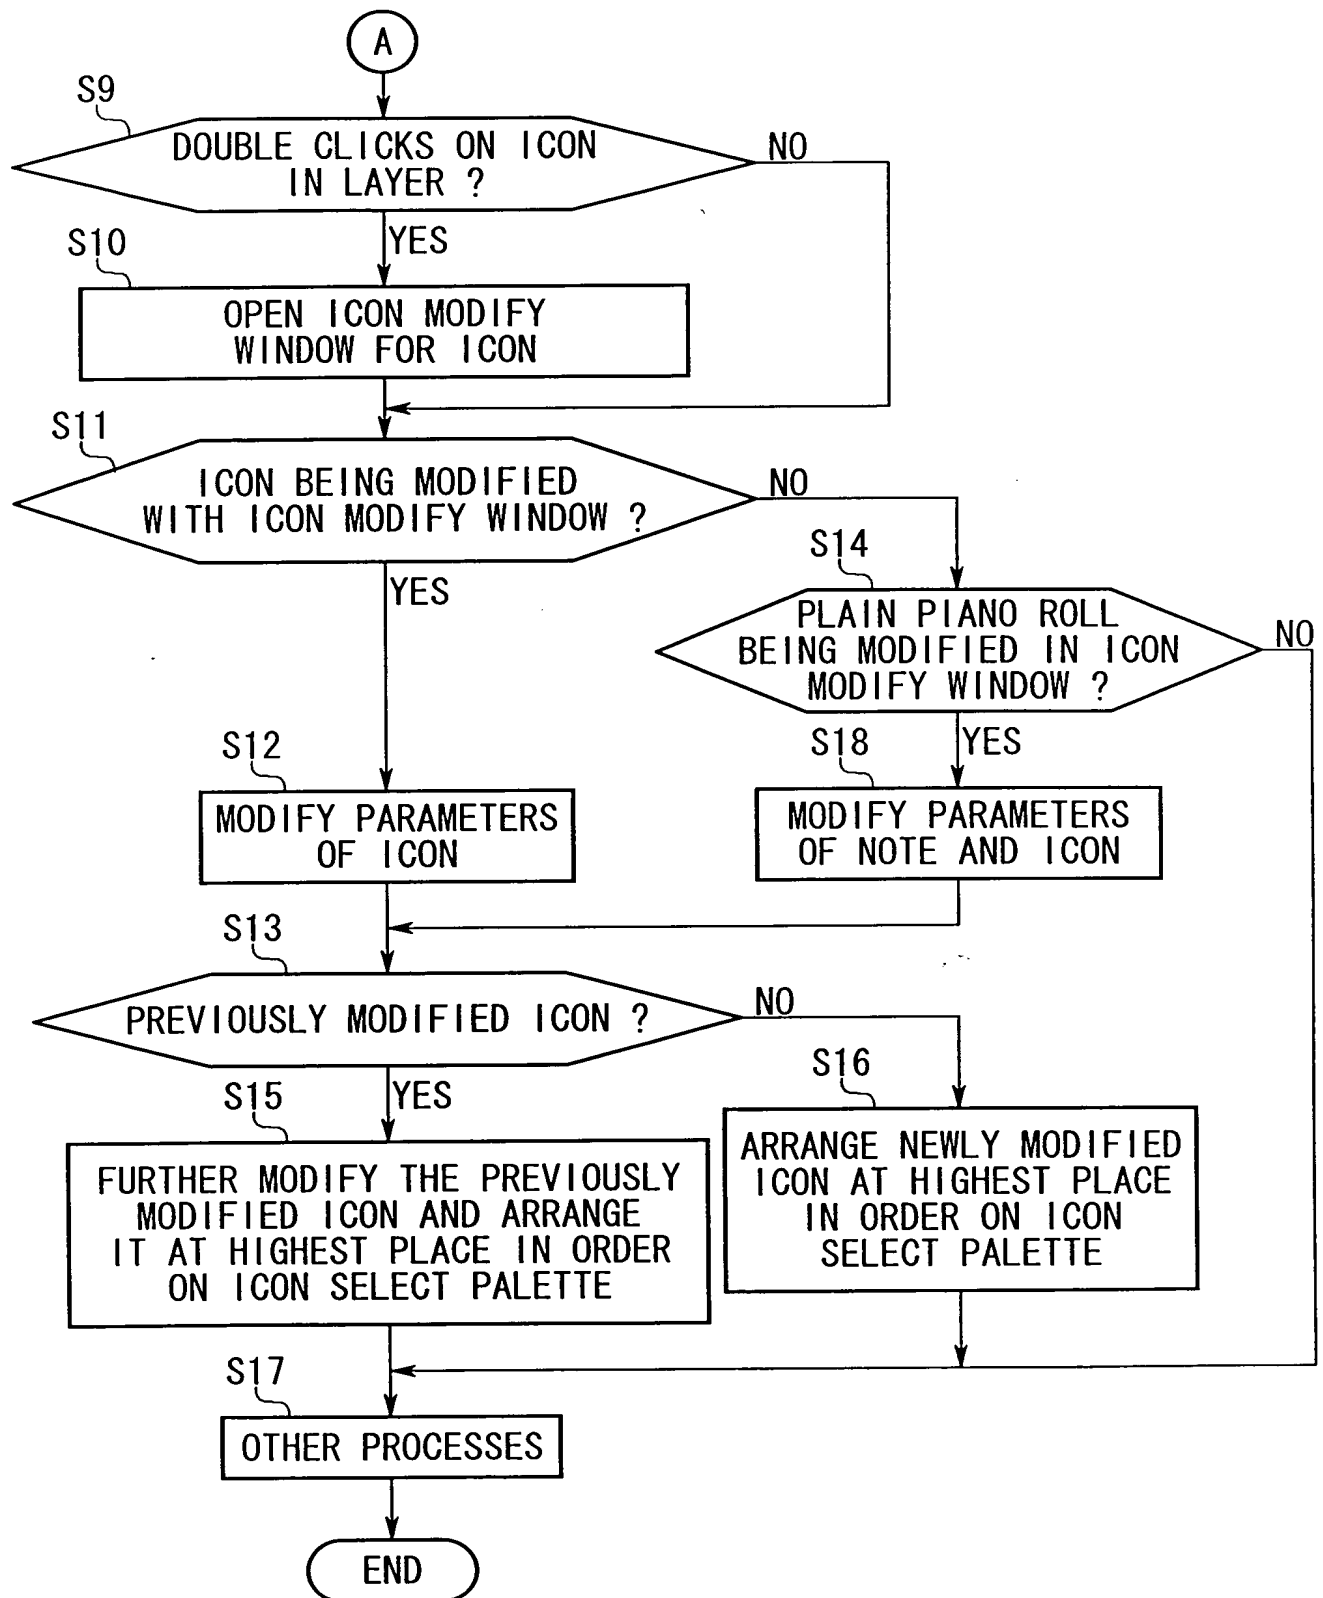 A
S9
DOUBLE CLICKS ON ICON
IN LAYER ?
NO
YES
S10
OPEN ICON MODIFY
WINDOW FOR ICON
S11
ICON BEING MODIFIED
WITH ICON MODIFY WINDOW ?
NO
YES
S14
PLAIN PIANO ROLL
BEING MODIFIED IN ICON
MODIFY WINDOW ?
NO
YES
S12
MODIFY PARAMETERS
OF ICON
S18
MODIFY PARAMETERS
OF NOTE AND ICON
S13
PREVIOUSLY MODIFIED ICON ?
NO
YES
S15
FURTHER MODIFY THE PREVIOUSLY
MODIFIED ICON AND ARRANGE
IT AT HIGHEST PLACE IN ORDER
ON ICON SELECT PALETTE
S16
ARRANGE NEWLY MODIFIED
ICON AT HIGHEST PLACE
IN ORDER ON ICON
SELECT PALETTE
S17
OTHER PROCESSES
END